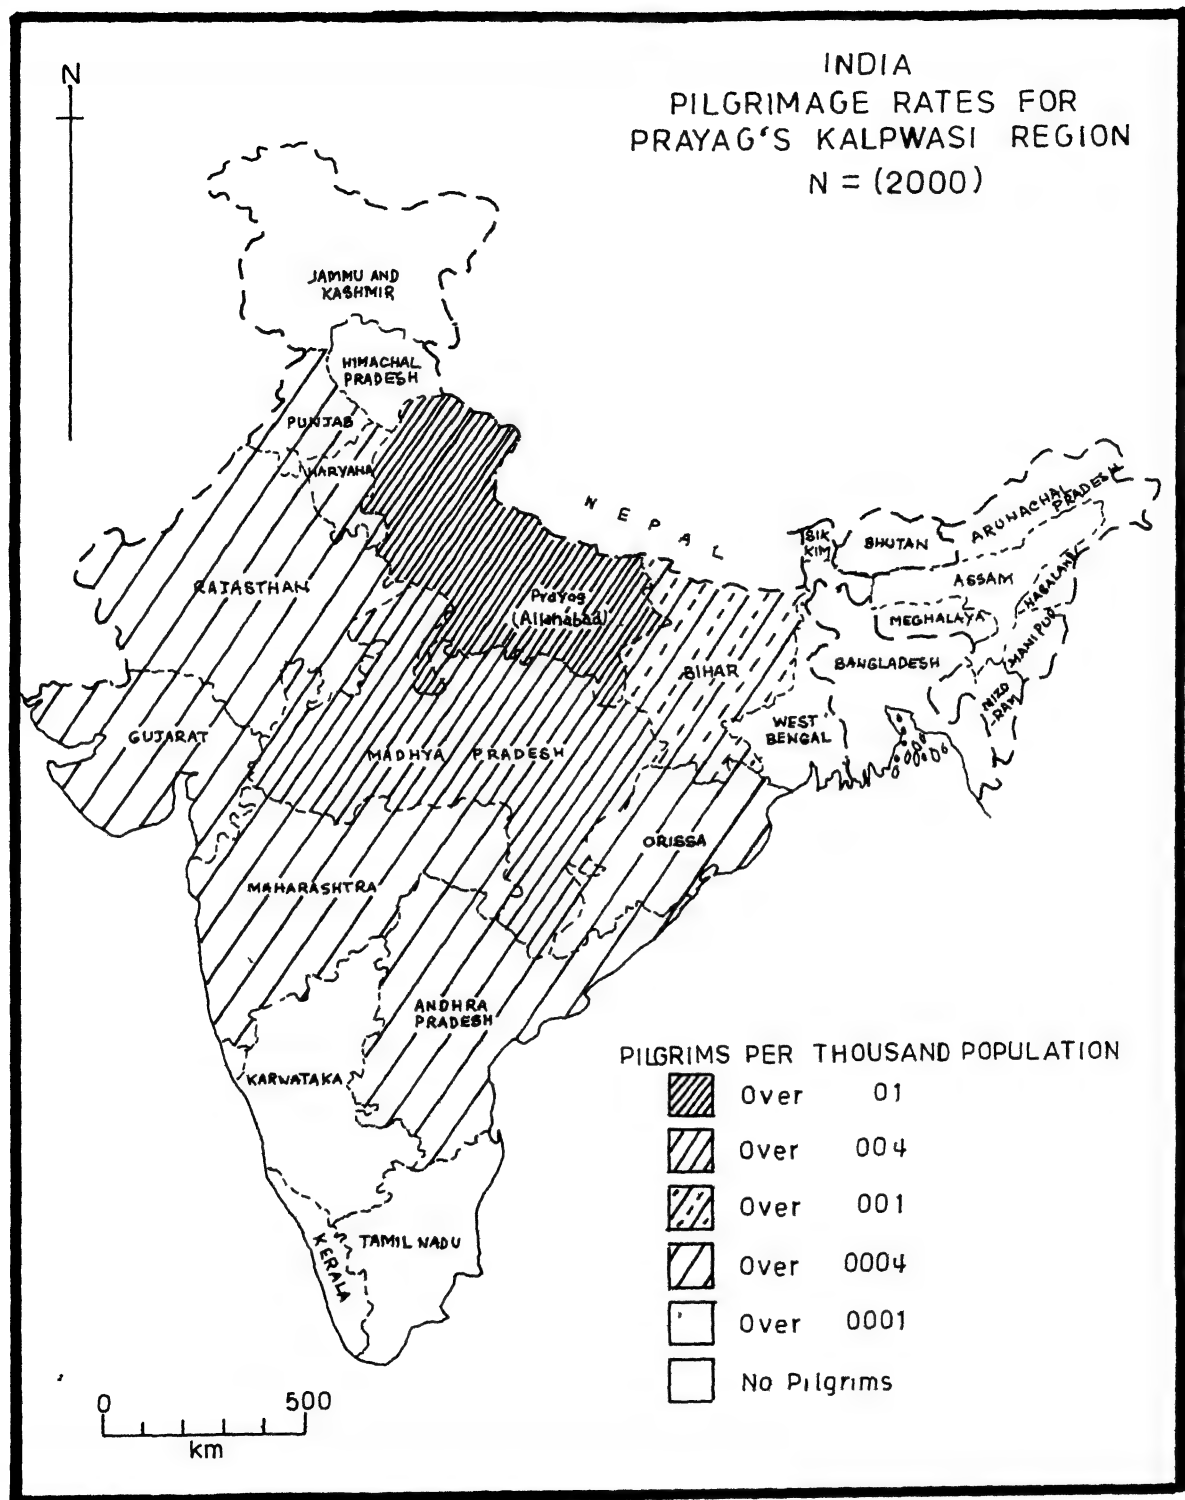 INDIA
PILGRIMAGE RATES FOR
PRAYAG'S KALPWASI REGION
N = (2000)
N
JAMMU AND
KASHMIR
HIMACHAL
PRADESH
PUNJAB
HARYANA
NEPAL
SIK
KIM
BHUTAN
ARUNACHAL
PRADESH
RAJASTHAN
Prayag
(Allahabad)
ASSAM
NAGALAND
MEGHALAYA
MANIPUR
BIHAR
BANGLADESH
MIZO
RAM
WEST
BENGAL
GUJARAT
MADHYA PRADESH
ORISSA
MAHARASHTRA
ANDHRA
PRADESH
KARWATAKA
KERALA
TAMIL NADU
PILGRIMS PER THOUSAND POPULATION
Over 01
Over 004
Over 001
Over 0004
Over 0001
No Pilgrims
0 500
km